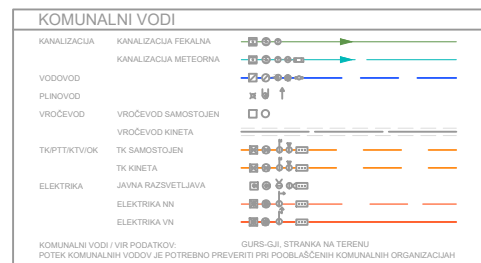 KOMUNALNI VODI
KANALIZACIJA KANALIZACIJA FEKALNA
KANALIZACIJA METEORNA
VODOVOD
PLINOVOD
VROČEVOD VROČEVOD SAMOSTOJEN
VROČEVOD KINETA
TK/PTT/KTV/OK TK SAMOSTOJEN
TK KINETA
ELEKTRIKA JAVNA RAZSVETLJAVA
ELEKTRIKA NN
ELEKTRIKA VN
KOMUNALNI VODI / VIR PODATKOV: GURS-GJI, STRANKA NA TERENU
POTEK KOMUNALNIH VODOV JE POTREBNO PREVERITI PRI POOBLAŠČENIH KOMUNALNIH ORGANIZACIJAH